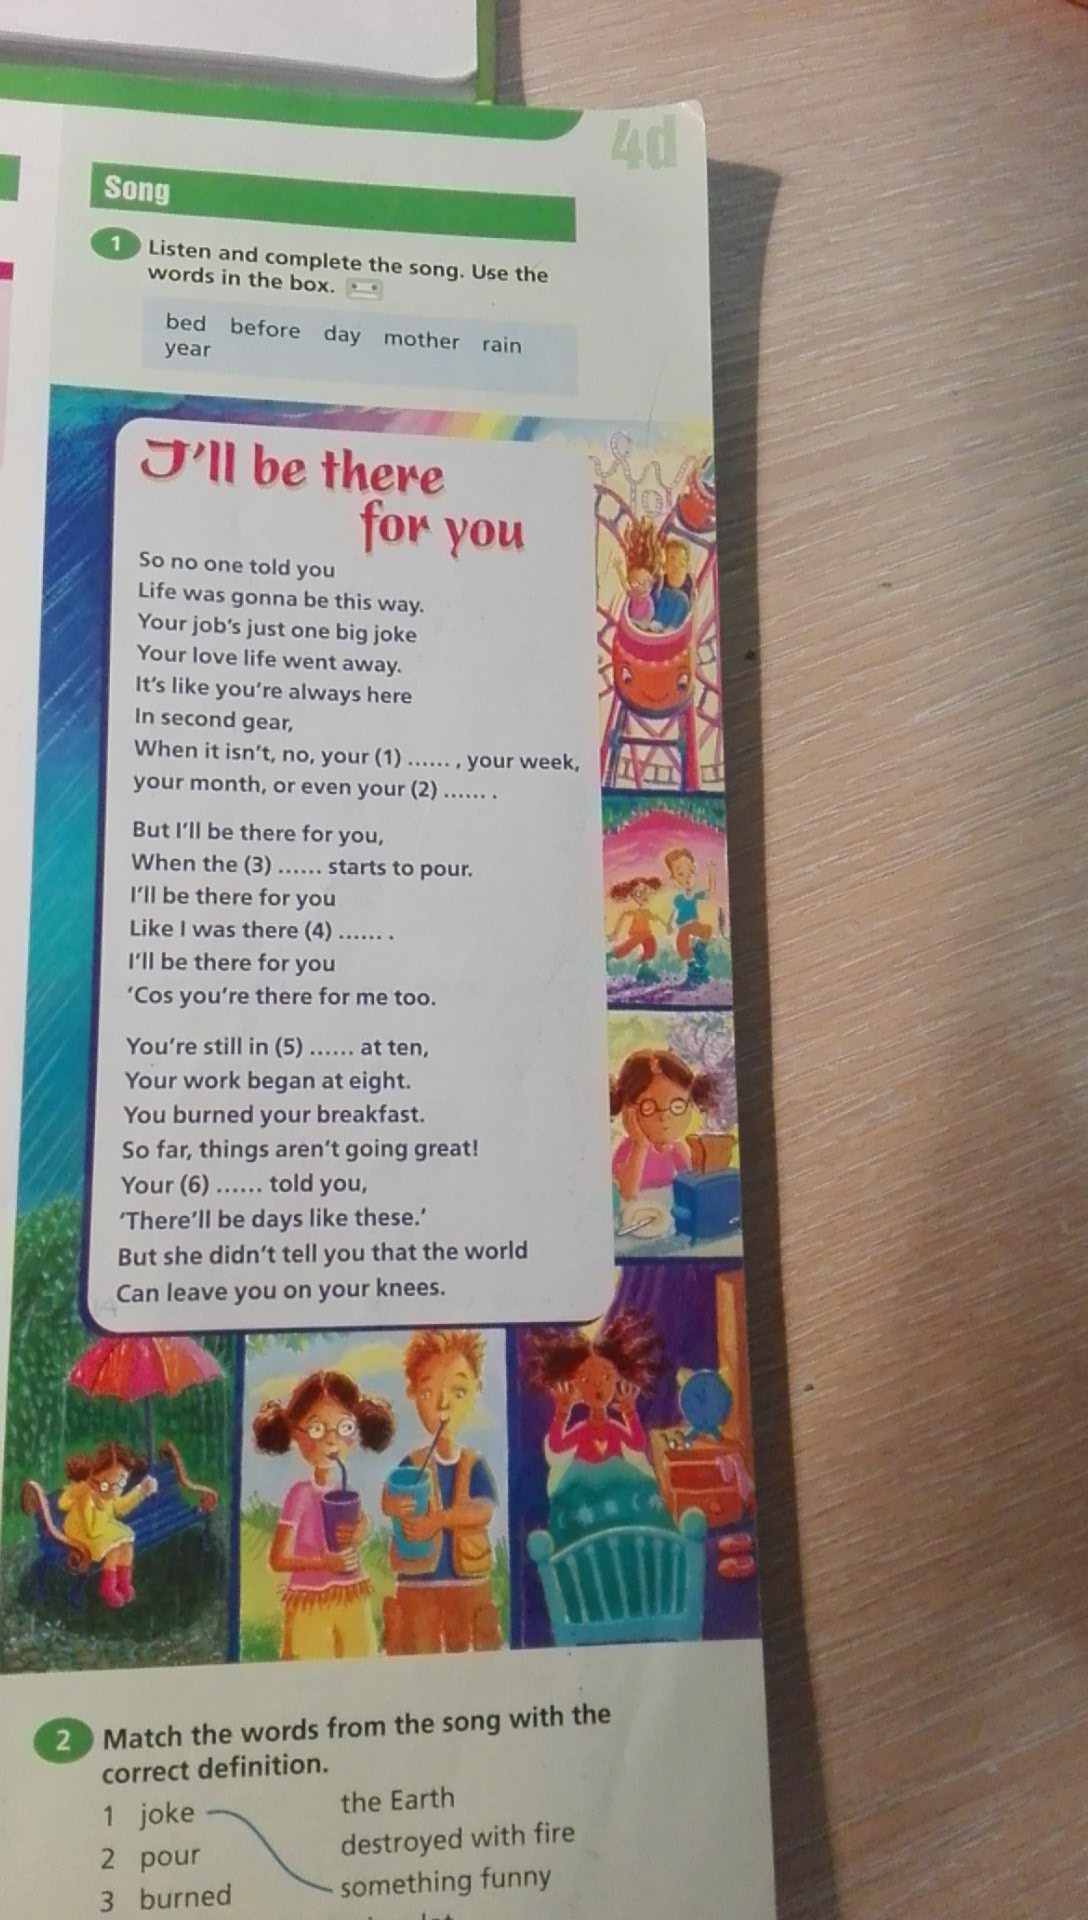 4d
Song
1 Listen and complete the song. Use the
words in the box.
bed before day mother rain
year
I'll be there
for you
So no one told you
Life was gonna be this way.
Your job's just one big joke
Your love life went away.
It's like you're always here
In second gear,
When it isn't, no, your (1) ...... , your week,
your month, or even your (2) ...... .
But I'll be there for you,
When the (3) ...... starts to pour.
I'll be there for you
Like I was there (4) ...... .
I'll be there for you
'Cos you're there for me too.
You're still in (5) ...... at ten,
Your work began at eight.
You burned your breakfast.
So far, things aren't going great!
Your (6) ...... told you,
'There'll be days like these.'
But she didn't tell you that the world
Can leave you on your knees.
2 Match the words from the song with the
correct definition.
1 joke the Earth
2 pour destroyed with fire
3 burned something funny